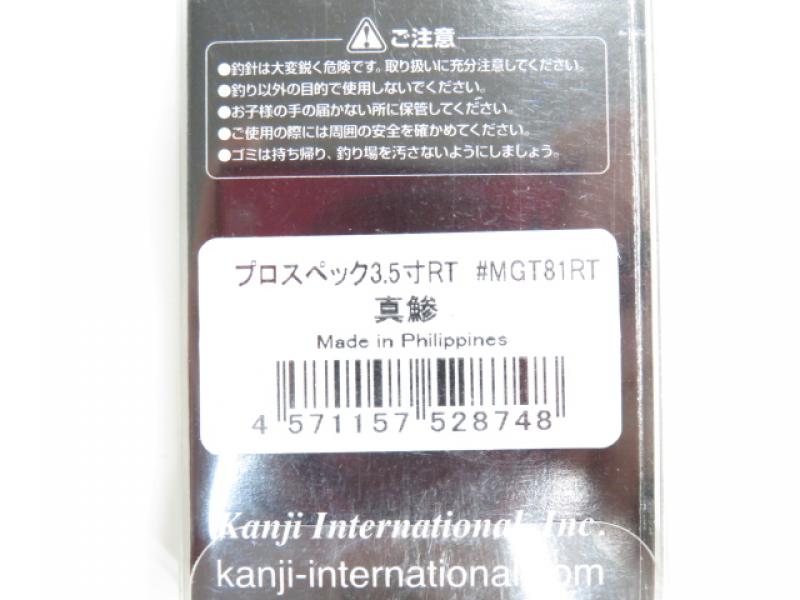 ご注意
●釣針は大変鋭く危険です。取り扱いに充分注意してください。
●釣り以外の目的で使用しないでください。
●お子様の手の届かない所に保管してください。
●ご使用の際には周囲の安全を確かめてください。
●ゴミは持ち帰り、釣り場を汚さないようにしましょう。
プロスペック3.5寸RT #MGT81RT
真鯵
Made in Philippines
4 571157 528748
Kanji International, Inc.
kanji-international.com